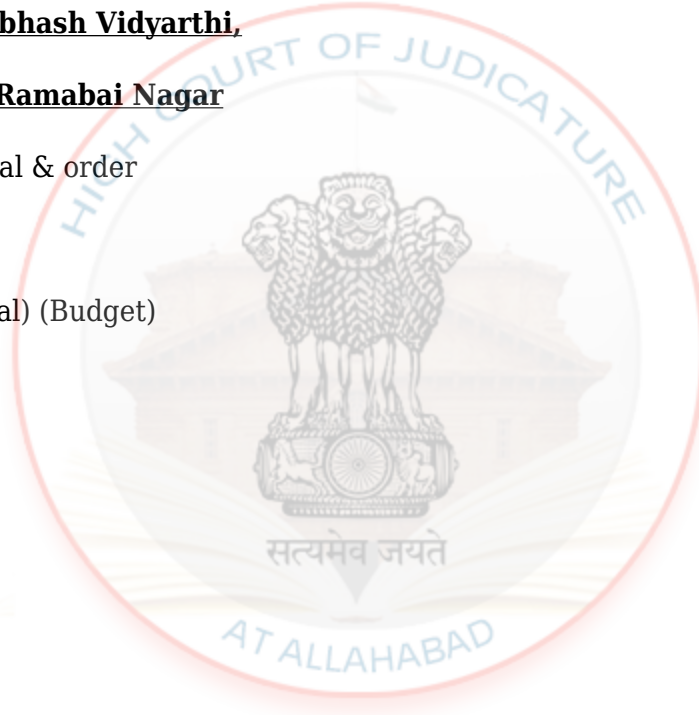 bhash Vidyarthi,
Ramabai Nagar
al & order
al) (Budget)
HIGH COURT OF JUDICATURE
सत्यमेव जयते
AT ALLAHABAD